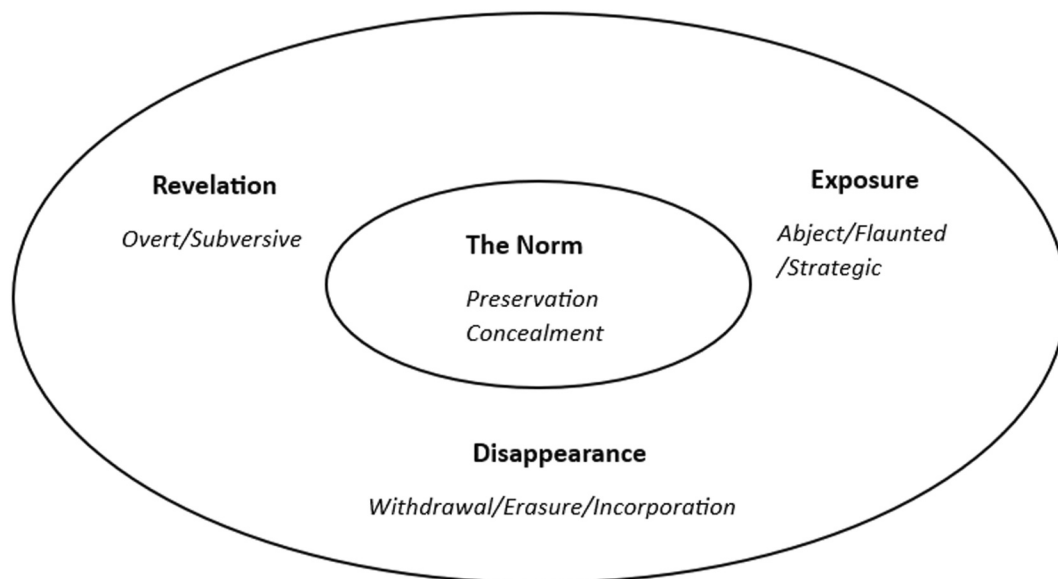 Revelation
Overt/Subversive
The Norm
Preservation
Concealment
Exposure
Abject/Flaunted
/Strategic
Disappearance
Withdrawal/Erasure/Incorporation